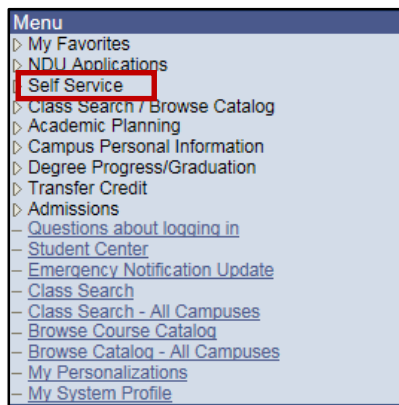 Menu
My Favorites
NDU Applications
Self Service
Class Search / Browse Catalog
Academic Planning
Campus Personal Information
Degree Progress/Graduation
Transfer Credit
Admissions
– Questions about logging in
– Student Center
– Emergency Notification Update
– Class Search
– Class Search - All Campuses
– Browse Course Catalog
– Browse Catalog - All Campuses
– My Personalizations
– My System Profile